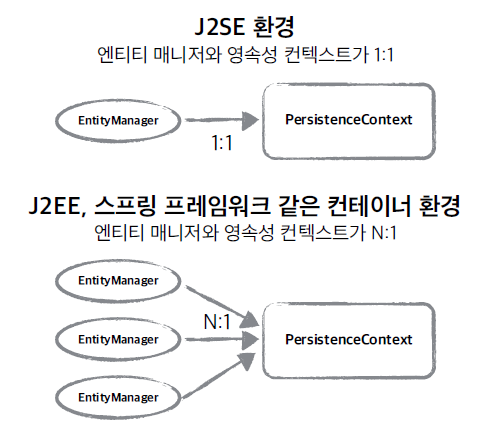 J2SE 환경
엔티티 매니저와 영속성 컨텍스트가 1:1
EntityManager
1:1
PersistenceContext
J2EE, 스프링 프레임워크 같은 컨테이너 환경
엔티티 매니저와 영속성 컨텍스트가 N:1
EntityManager
N:1
EntityManager
PersistenceContext
EntityManager